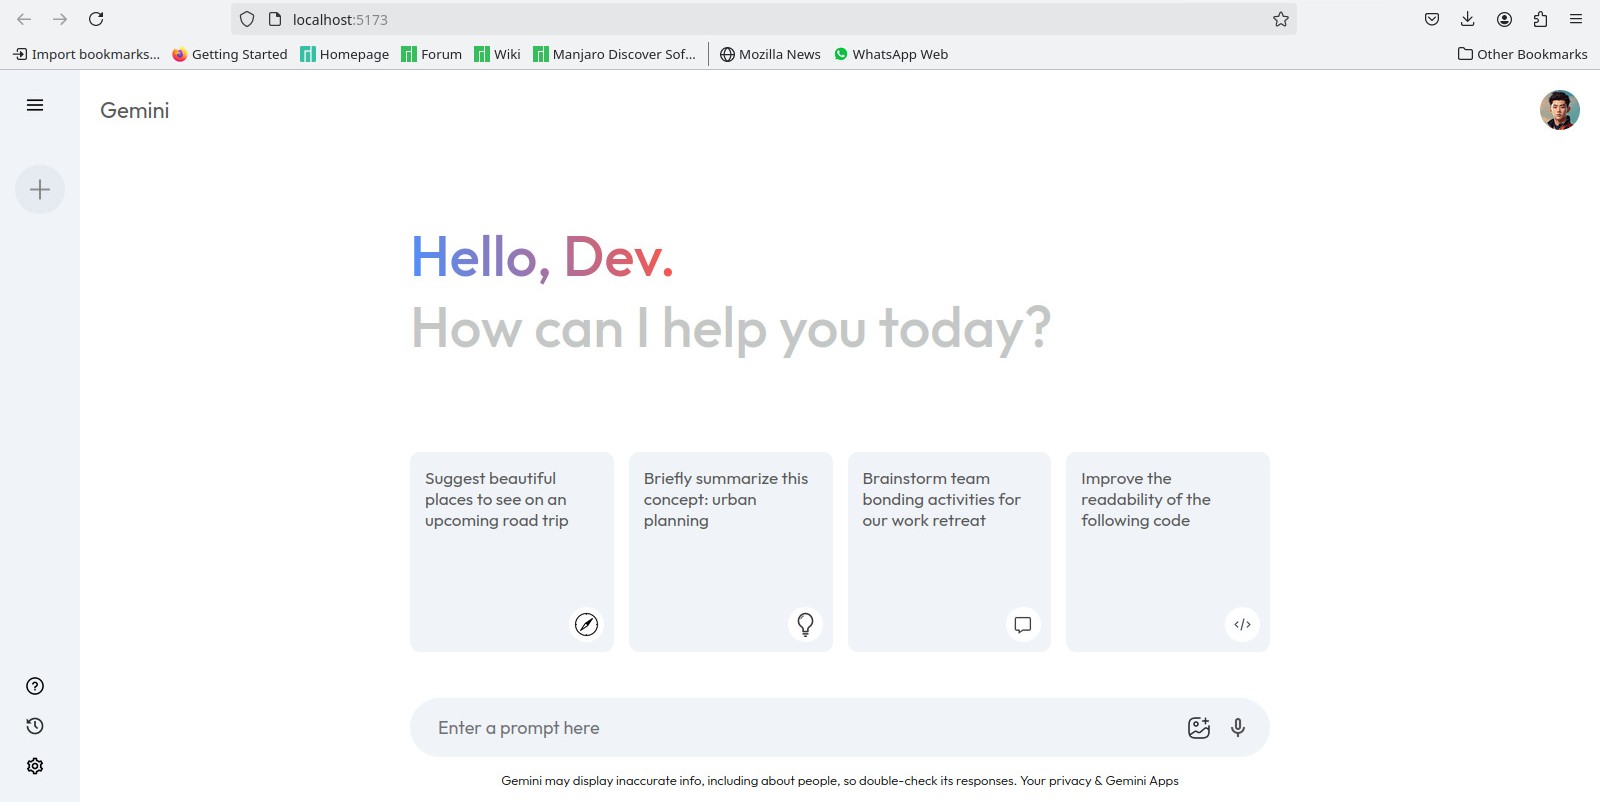 localhost:5173
Import bookmarks... Getting Started Homepage Forum Wiki Manjaro Discover Sof... Mozilla News WhatsApp Web Other Bookmarks
Gemini
Hello, Dev.
How can I help you today?
Suggest beautiful
places to see on an
upcoming road trip
Briefly summarize this
concept: urban
planning
Brainstorm team
bonding activities for
our work retreat
Improve the
readability of the
following code
Enter a prompt here
Gemini may display inaccurate info, including about people, so double-check its responses. Your privacy & Gemini Apps